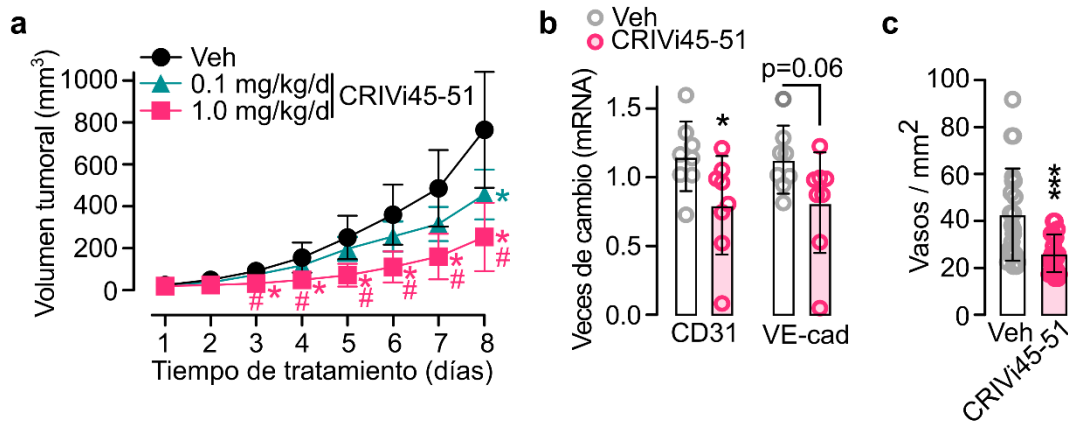 a
Volumen tumoral (mm³)
1000
800
600
400
200
0
Veh
0.1 mg/kg/d
1.0 mg/kg/d
CRIVi45-51
*
*
#
# *
# *
*
#
*
#
*
#
1 2 3 4 5 6 7 8
Tiempo de tratamiento (días)
b
Veh
CRIVi45-51
Veces de cambio (mRNA)
1.5
1.0
0.5
0.0
*
p=0.06
CD31
VE-cad
c
Vasos / mm²
100
80
60
40
20
0
***
Veh
CRIVi45-51